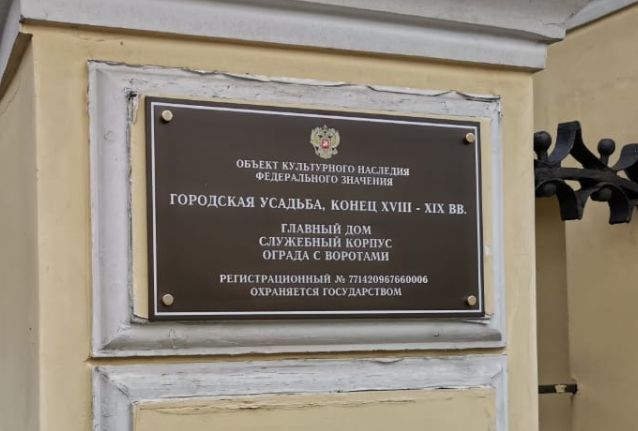 ОБЪЕКТ КУЛЬТУРНОГО НАСЛЕДИЯ
ФЕДЕРАЛЬНОГО ЗНАЧЕНИЯ
ГОРОДСКАЯ УСАДЬБА, КОНЕЦ XVIII - XIX ВВ.
ГЛАВНЫЙ ДОМ
СЛУЖЕБНЫЙ КОРПУС
ОГРАДА С ВОРОТАМИ
РЕГИСТРАЦИОННЫЙ № 771420967660006
ОХРАНЯЕТСЯ ГОСУДАРСТВОМ